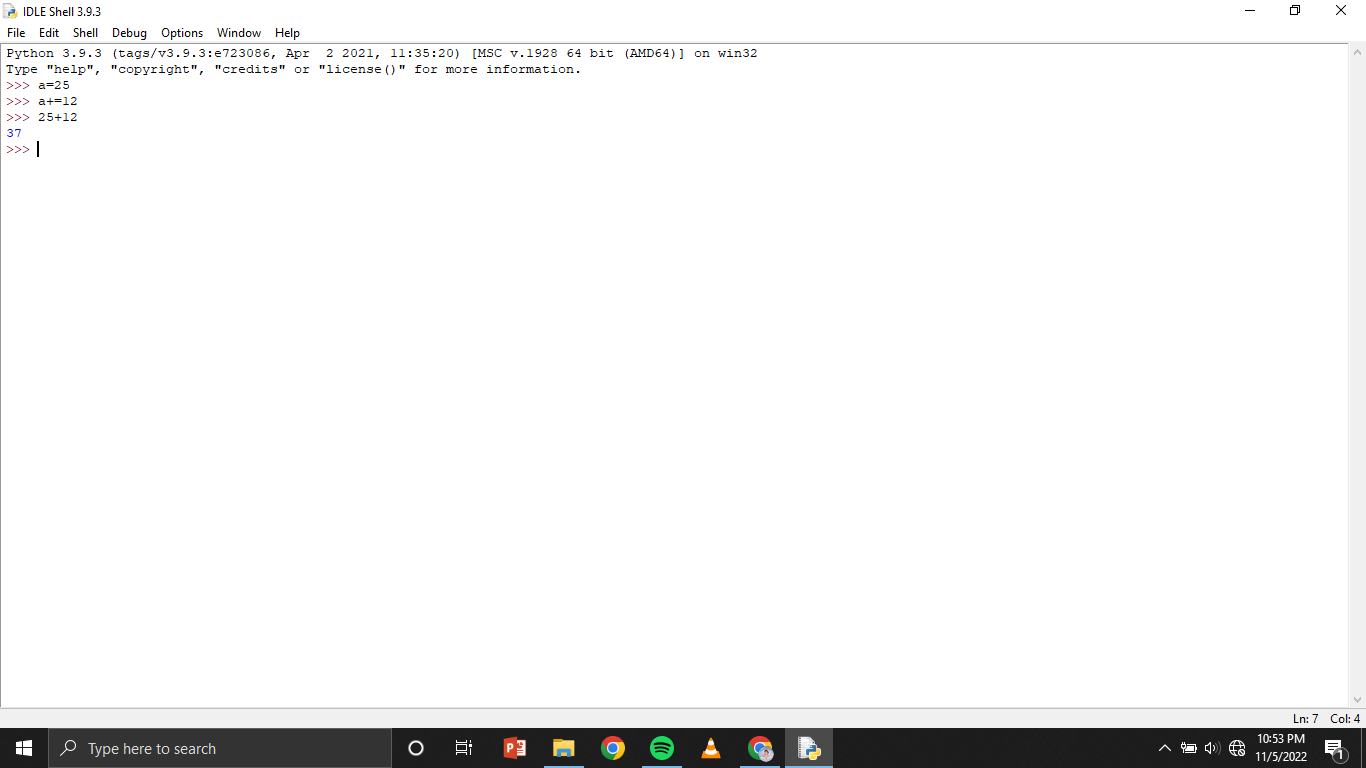 IDLE Shell 3.9.3
File Edit Shell Debug Options Window Help
Python 3.9.3 (tags/v3.9.3:e723086, Apr  2 2021, 11:35:20) [MSC v.1928 64 bit (AMD64)] on win32
Type "help", "copyright", "credits" or "license()" for more information.
>>> a=25
>>> a+=12
>>> 25+12
37
>>>
Ln: 7 Col: 4
Type here to search
10:53 PM
11/5/2022
1